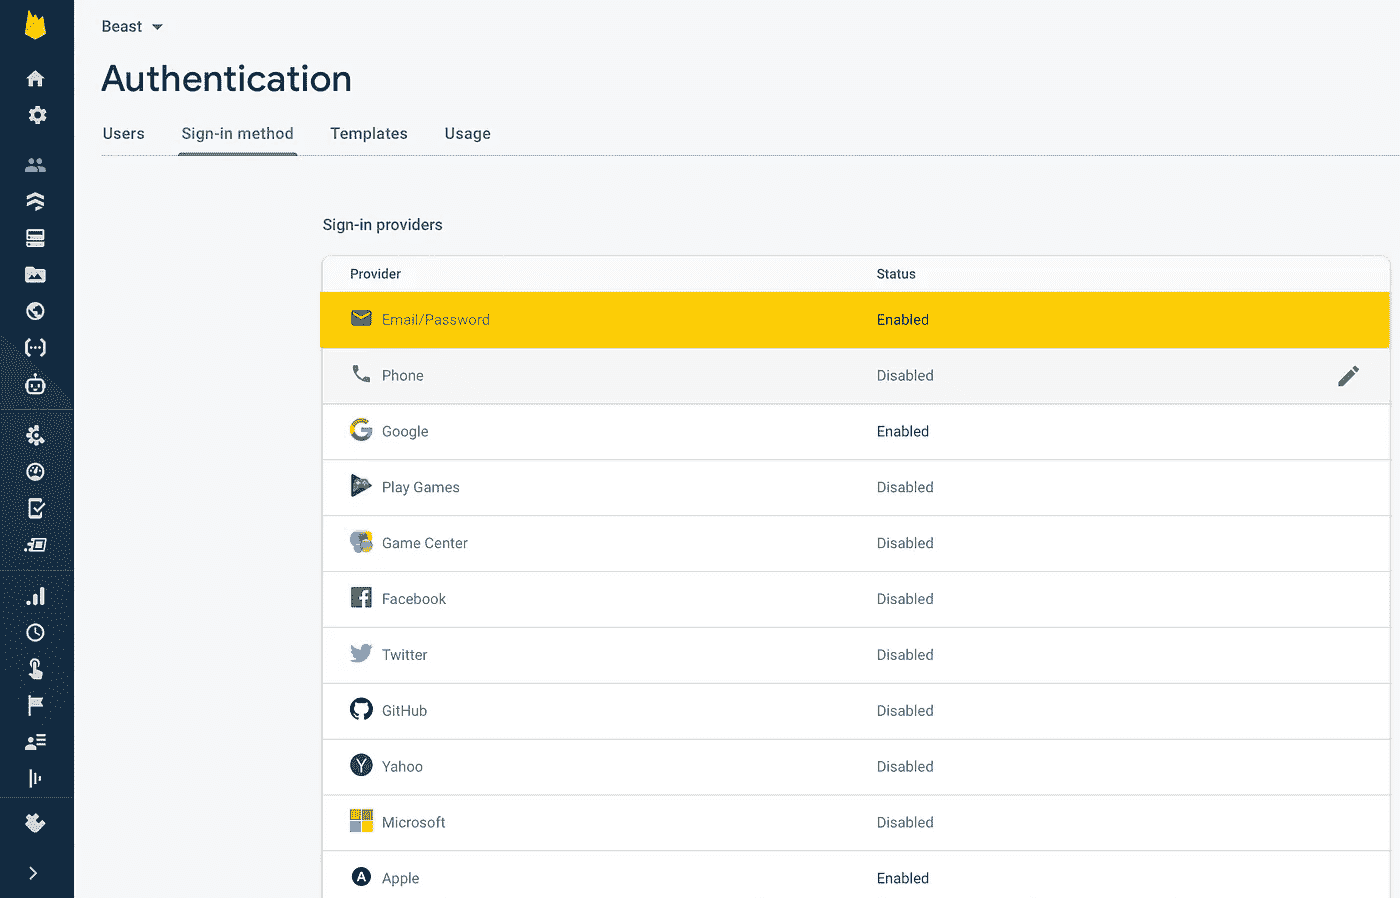 Beast
Authentication
Users Sign-in method Templates Usage
Sign-in providers
Provider Status
Email/Password Enabled
Phone Disabled
Google Enabled
Play Games Disabled
Game Center Disabled
Facebook Disabled
Twitter Disabled
GitHub Disabled
Yahoo Disabled
Microsoft Disabled
Apple Enabled